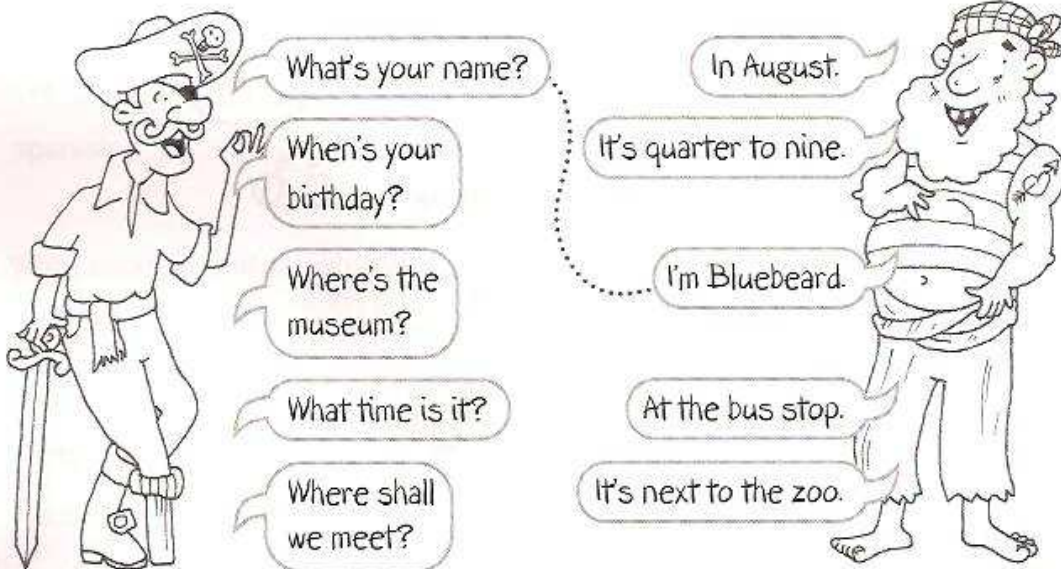 What's your name?
When's your
birthday?
Where's the
museum?
What time is it?
Where shall
we meet?
In August.
It's quarter to nine.
I'm Bluebeard.
At the bus stop.
It's next to the zoo.